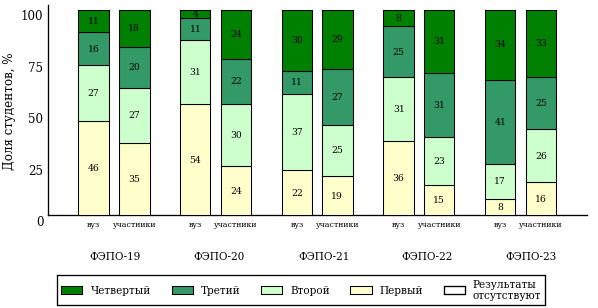 Доля студентов, %
100
75
50
25
0
11 16 27 46
18 20 27 35
4 11 31 54
24 22 30 24
30 11 37 22
29 27 25 19
8 25 31 36
31 31 23 15
34 41 17 8
33 25 26 16
вуз участники вуз участники вуз участники вуз участники вуз участники
ФЭПО-19 ФЭПО-20 ФЭПО-21 ФЭПО-22 ФЭПО-23
Четвертый Третий Второй Первый Результаты
отсутствуют